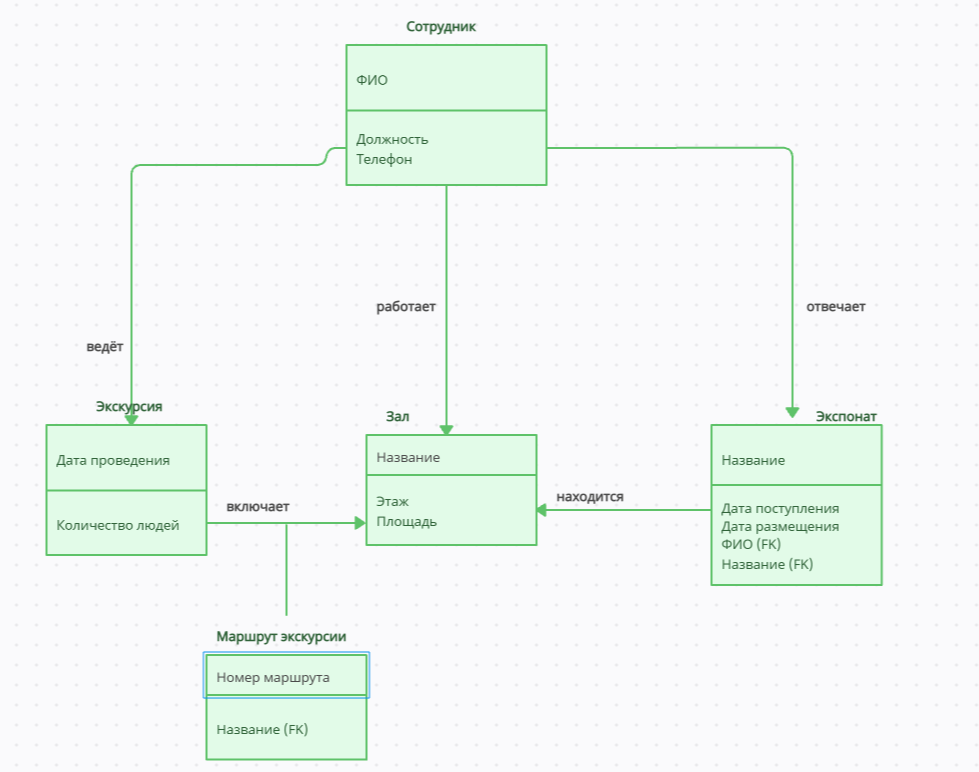 Сотрудник
ФИО
Должность
Телефон
работает
отвечает
ведёт
Экскурсия
Дата проведения
Количество людей
включает
Зал
Название
Этаж
Площадь
находится
Экспонат
Название
Дата поступления
Дата размещения
ФИО (FK)
Название (FK)
Маршрут экскурсии
Номер маршрута
Название (FK)